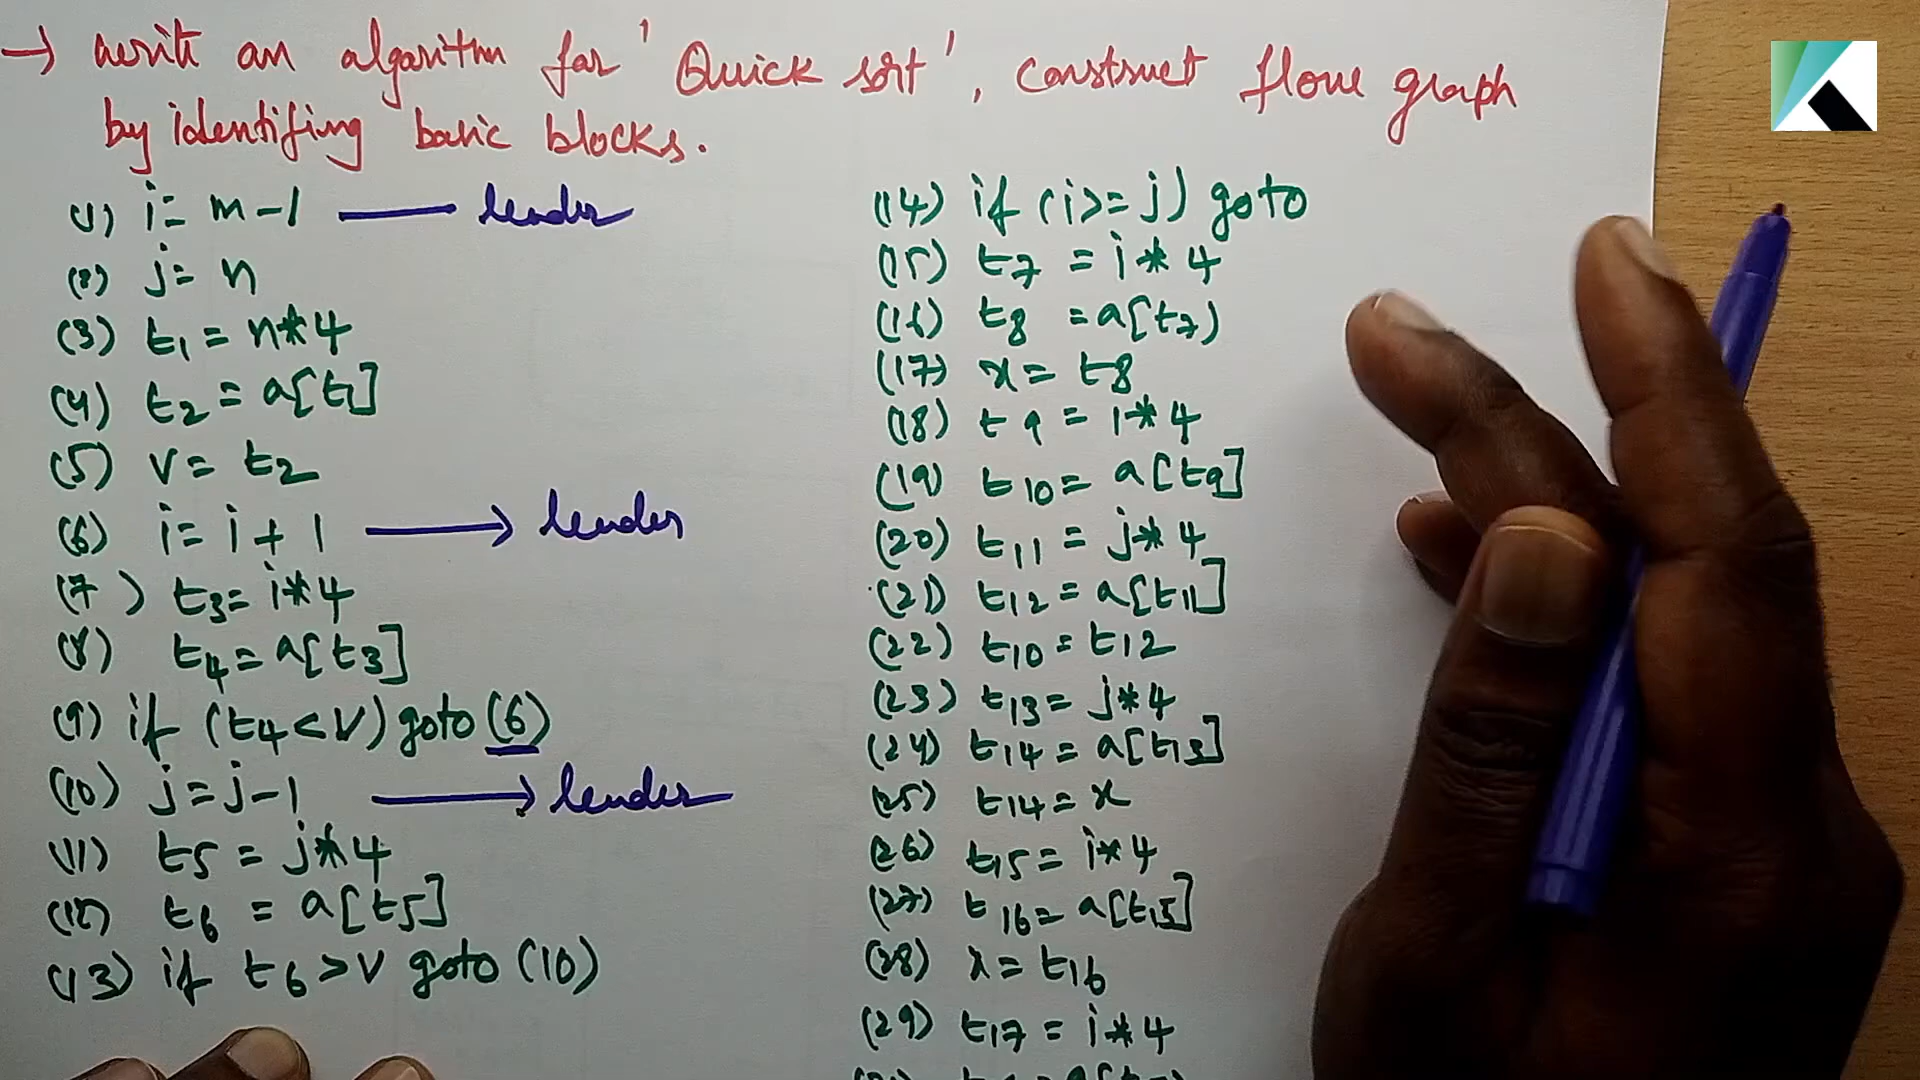 → write an algorithm for 'Quick sort', construct flow graph
by identifing basic blocks.
(1) i= m-1 — leader
(2) j= n
(3) t1 = n*4
(4) t2 = a[t1]
(5) v= t2
(6) i= i+1 → leader
(7) t3= i*4
(8) t4= a[t3]
(9) if (t4<v) goto (6)
(10) j=j-1 → leader
(11) t5 = j*4
(12) t6 = a[t5]
(13) if t6>v goto (10)
(14) if (i>=j) goto
(15) t7 = i*4
(16) t8 =a[t7)
(17) x= t8
(18) t9 = i*4
(19) t10= a[t9]
(20) t11 = j*4
(21) t12= a[t11]
(22) t10= t12
(23) t13= j*4
(24) t14= a[t13]
(25) t14= x
(26) t15= i*4
(27) t16= a[t15]
(28) x= t16
(29) t17 = i*4